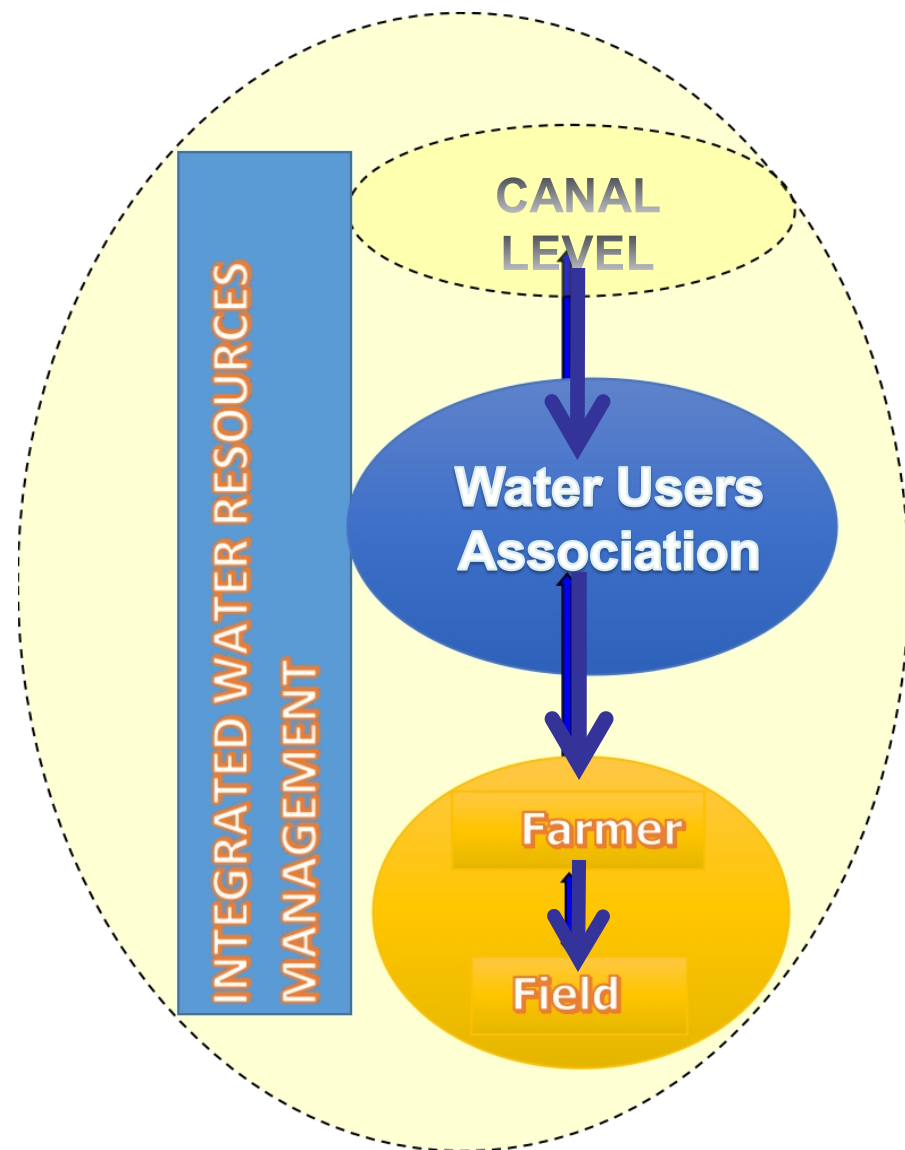 INTEGRATED WATER RESOURCES
MANAGEMENT
CANAL
LEVEL
Water Users
Association
Farmer
Field